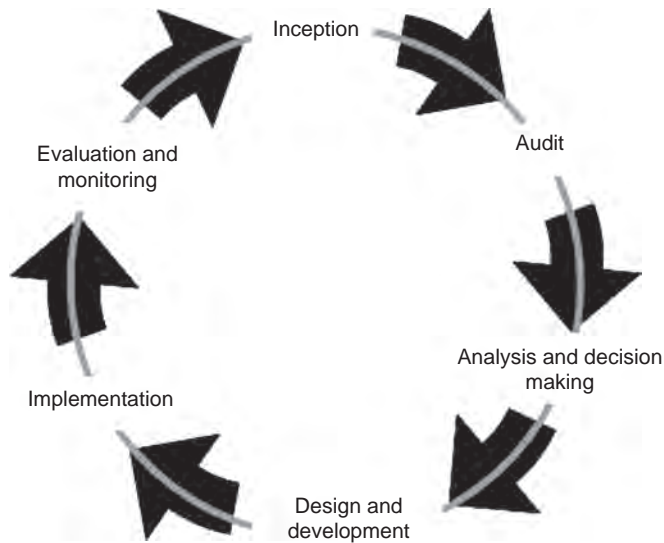 Inception
Audit
Analysis and decision
making
Design and
development
Implementation
Evaluation and
monitoring